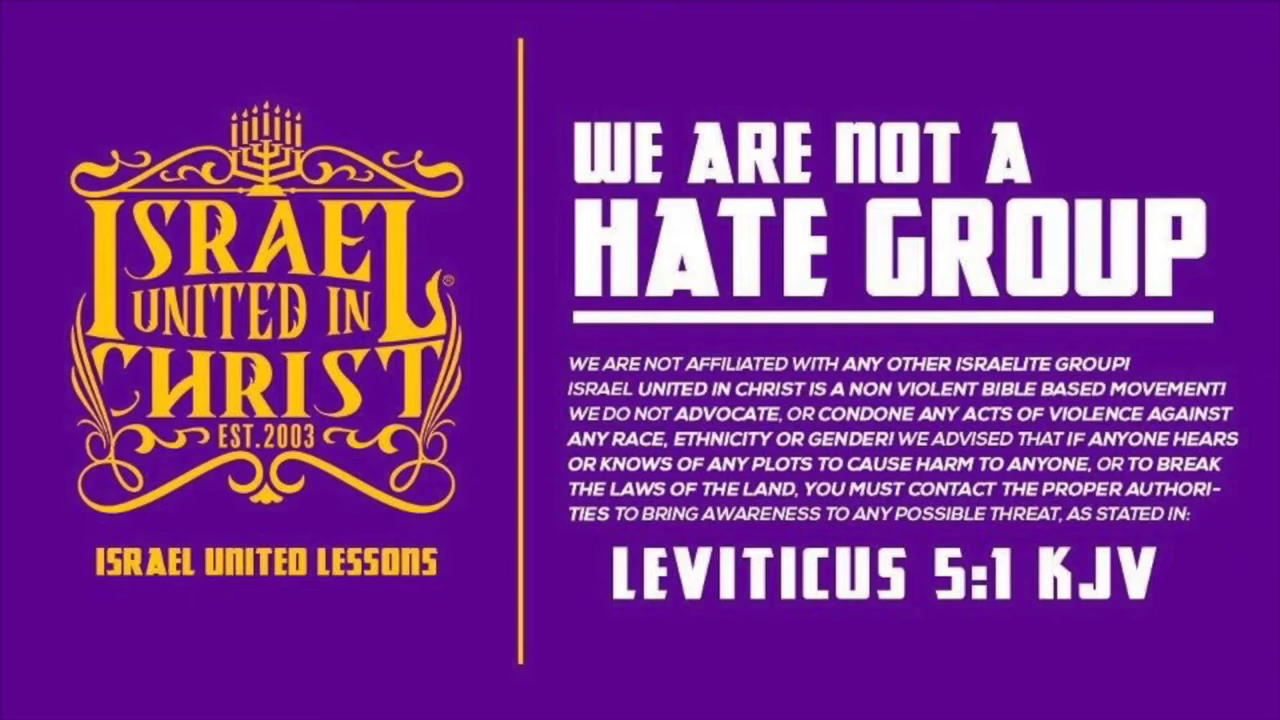 ISRAEL
UNITED IN
CHRIST
EST.2003
ISRAEL UNITED LESSONS
WE ARE NOT A
HATE GROUP
WE ARE NOT AFFILIATED WITH ANY OTHER ISRAELITE GROUP!
ISRAEL UNITED IN CHRIST IS A NON VIOLENT BIBLE BASED MOVEMENT!
WE DO NOT ADVOCATE, OR CONDONE ANY ACTS OF VIOLENCE AGAINST
ANY RACE, ETHNICITY OR GENDER! WE ADVISED THAT IF ANYONE HEARS
OR KNOWS OF ANY PLOTS TO CAUSE HARM TO ANYONE, OR TO BREAK
THE LAWS OF THE LAND, YOU MUST CONTACT THE PROPER AUTHORI-
TIES TO BRING AWARENESS TO ANY POSSIBLE THREAT, AS STATED IN:
LEVITICUS 5:1 KJV